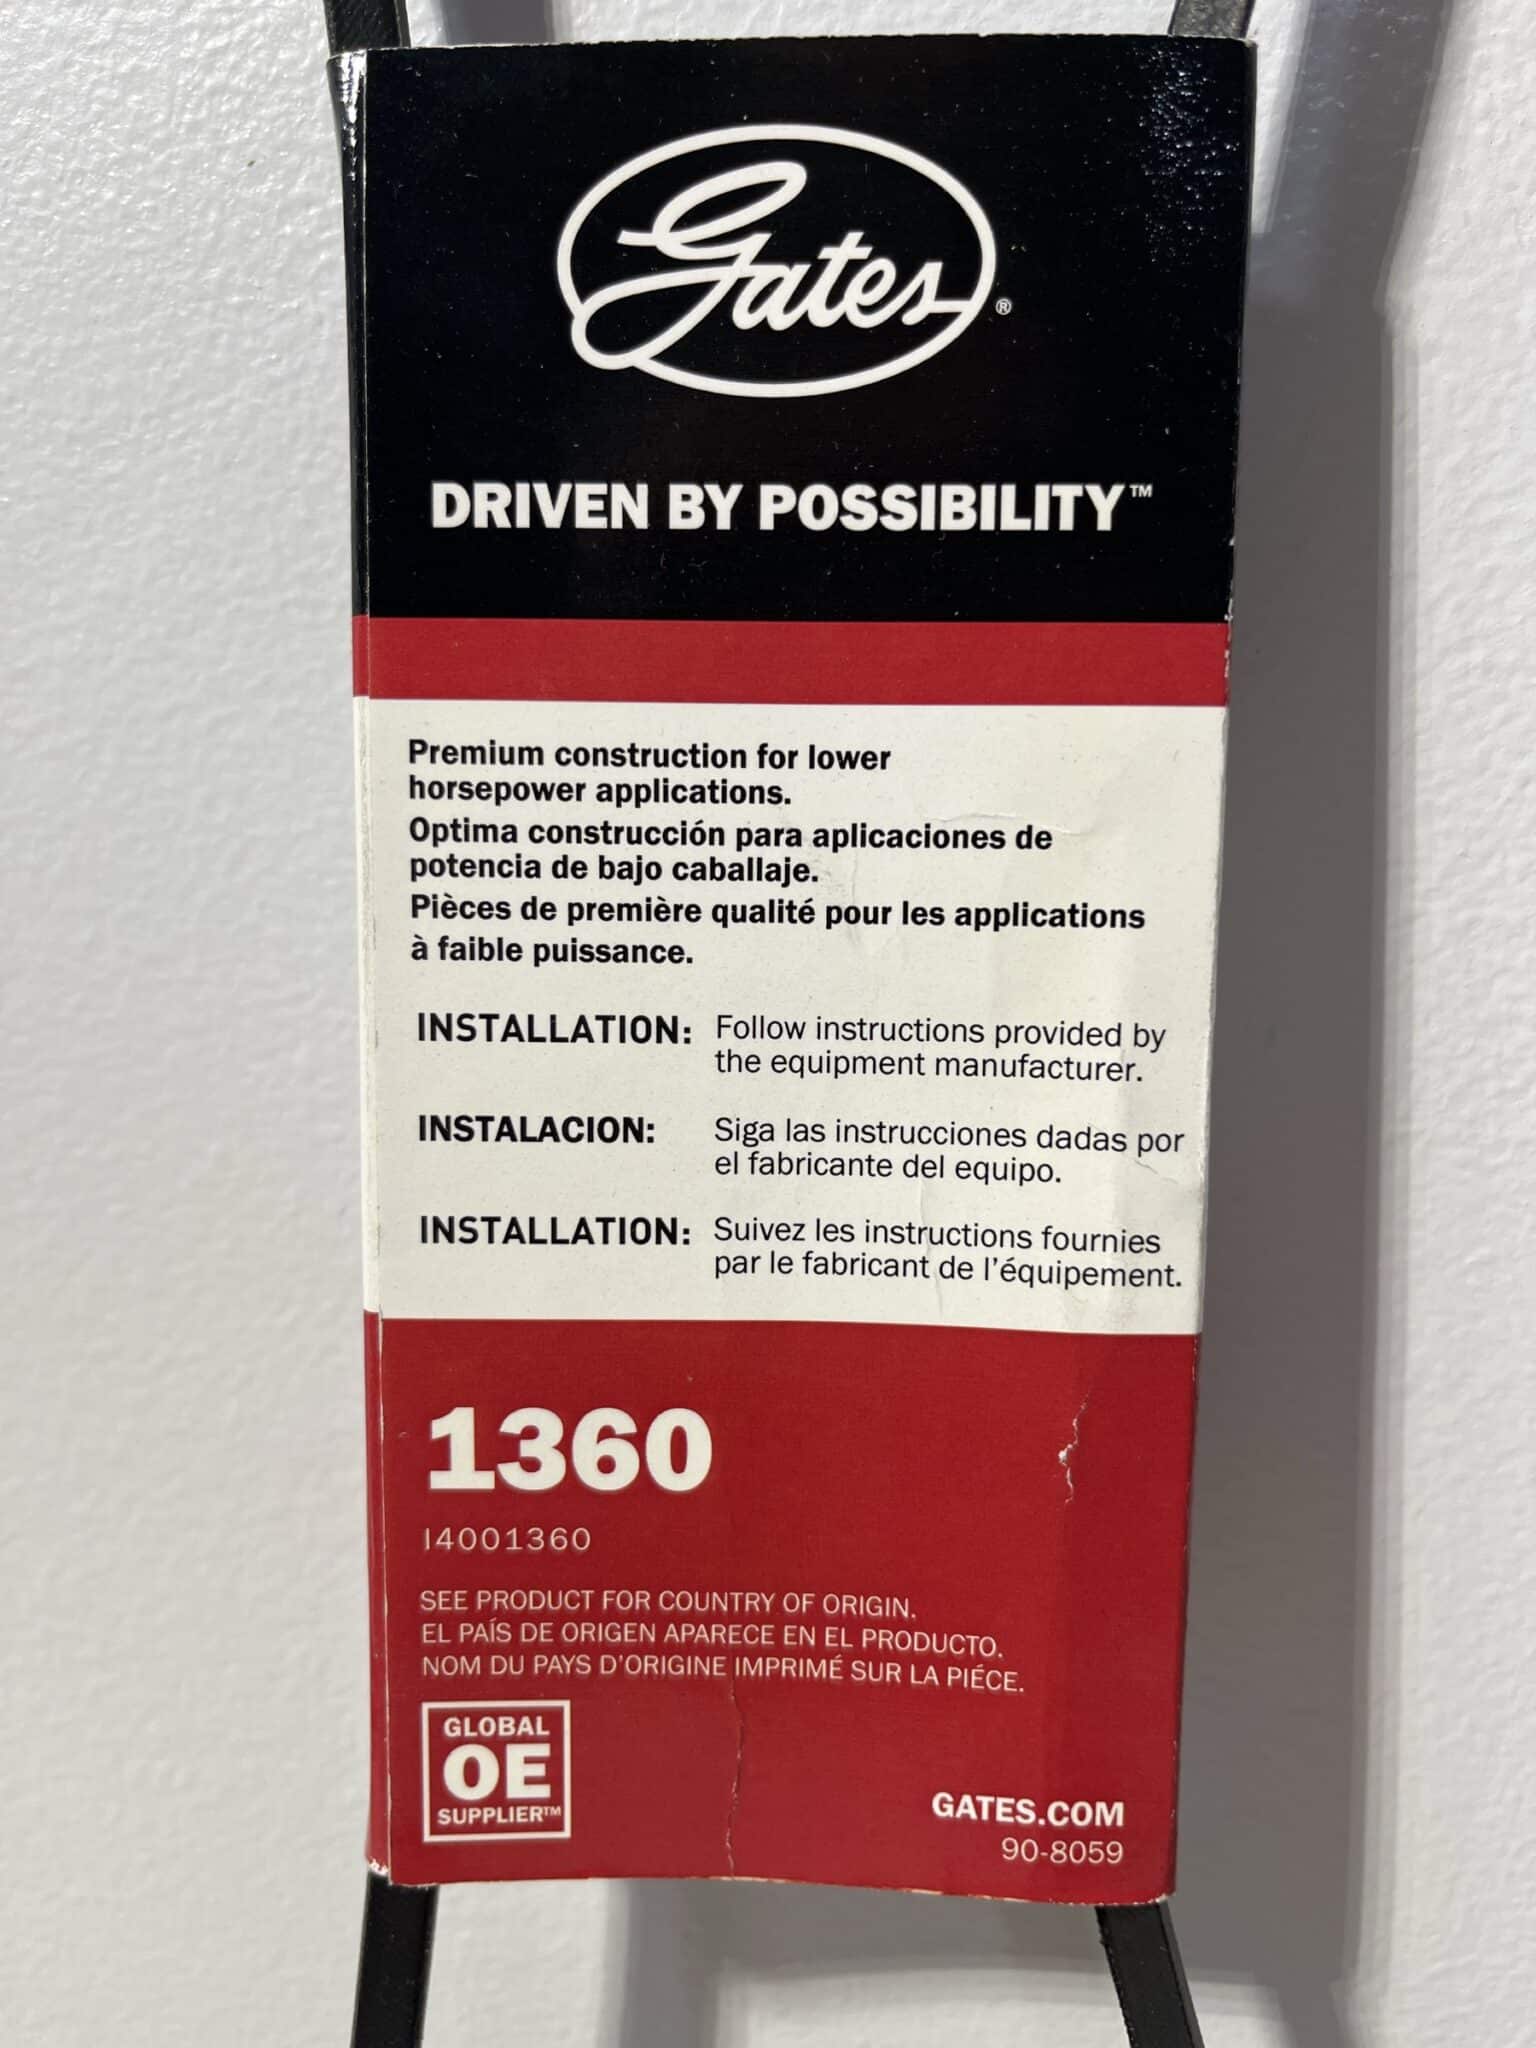 Gates®
DRIVEN BY POSSIBILITY™
Premium construction for lower
horsepower applications.
Optima construcción para aplicaciones de
potencia de bajo caballaje.
Pièces de première qualité pour les applications
à faible puissance.
INSTALLATION: Follow instructions provided by
the equipment manufacturer.
INSTALACION: Siga las instrucciones dadas por
el fabricante del equipo.
INSTALLATION: Suivez les instructions fournies
par le fabricant de l'équipement.
1360
I4001360
SEE PRODUCT FOR COUNTRY OF ORIGIN.
EL PAÍS DE ORIGEN APARECE EN EL PRODUCTO.
NOM DU PAYS D'ORIGINE IMPRIMÉ SUR LA PIÉCE.
GLOBAL
OE
SUPPLIER™
GATES.COM
90-8059